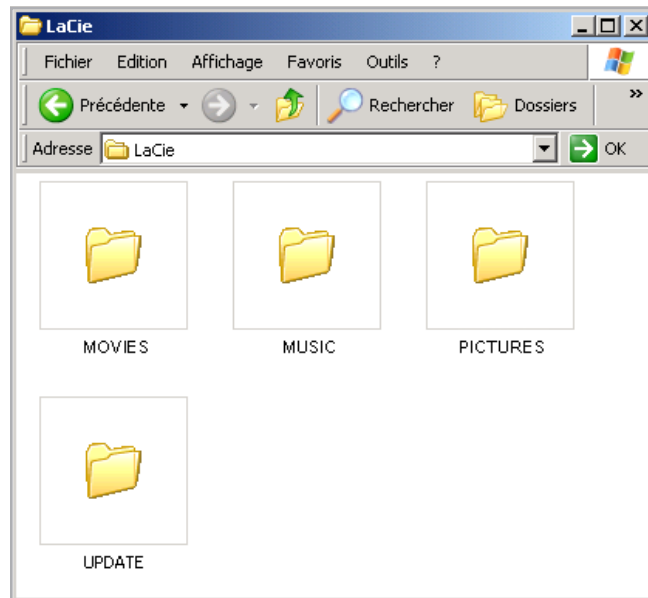 LaCie
Fichier Edition Affichage Favoris Outils ?
Précédente Rechercher Dossiers »
Adresse LaCie OK
MOVIES MUSIC PICTURES
UPDATE